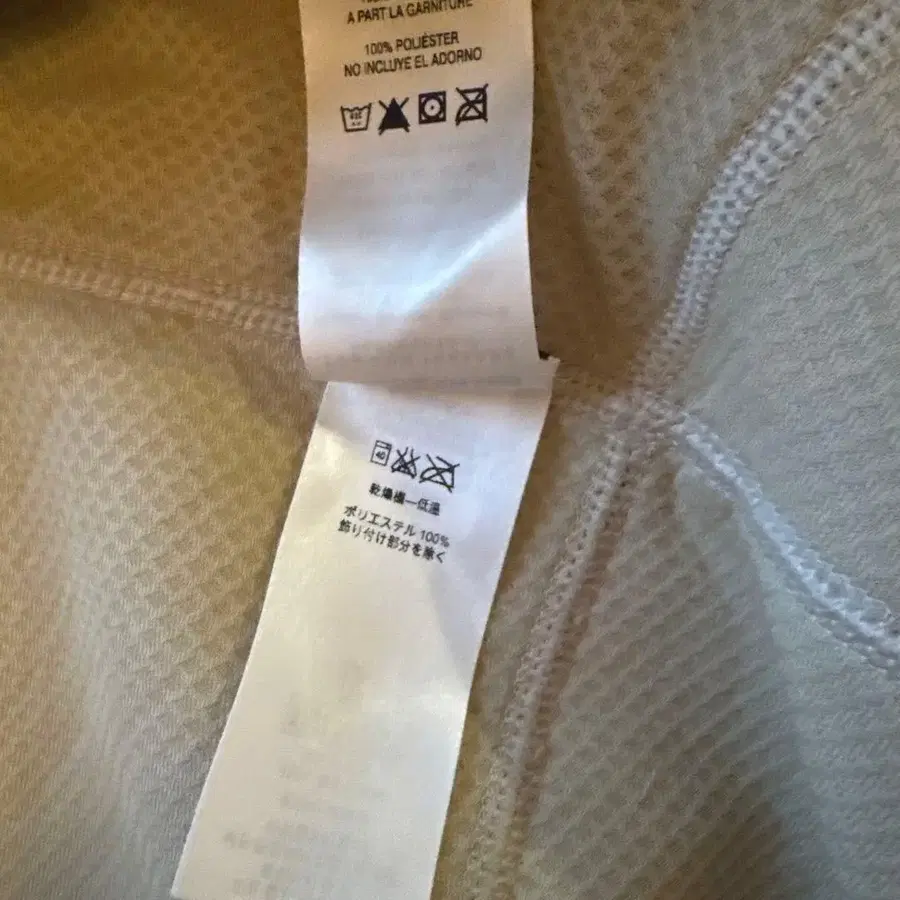 A PART LA GARNITURE
100% POLIÉSTER
NO INCLUYE EL ADORNO
乾燥機—低温
ポリエステル 100%
飾り付け部分を除く